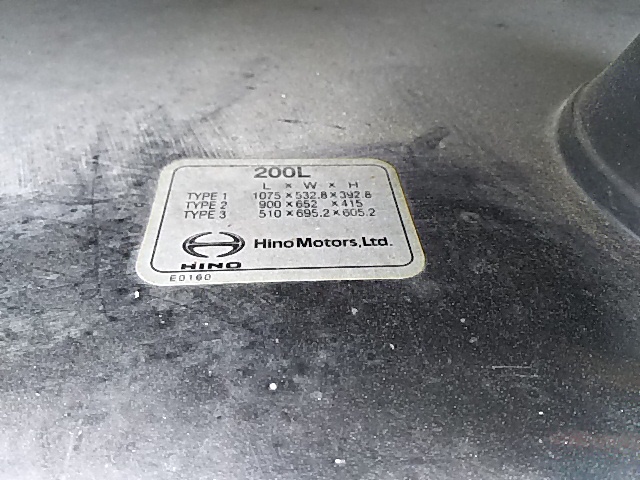 200L
L × W × H
TYPE 1 1075×532.8×392.8
TYPE 2 900×652 ×415
TYPE 3 510×695.2×605.2
HINO Hino Motors, Ltd.
E0160